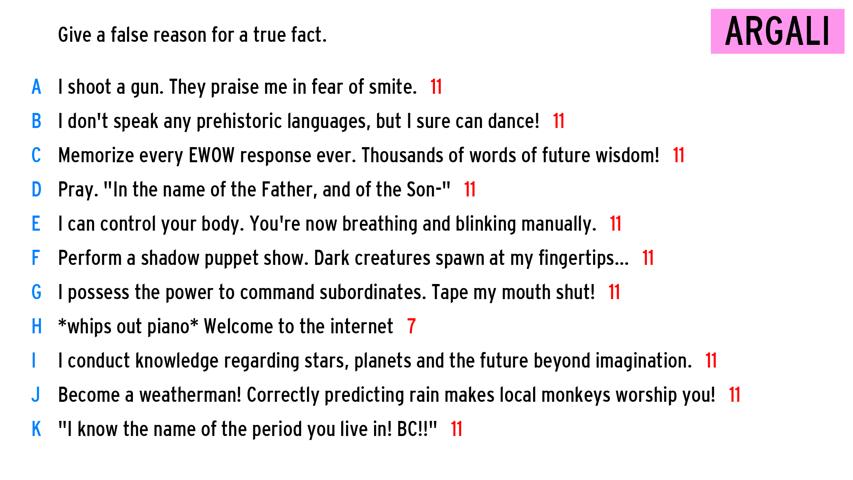 Give a false reason for a true fact.
ARGALI
A I shoot a gun. They praise me in fear of smite. 11
B I don't speak any prehistoric languages, but I sure can dance! 11
C Memorize every EWOW response ever. Thousands of words of future wisdom! 11
D Pray. "In the name of the Father, and of the Son-" 11
E I can control your body. You're now breathing and blinking manually. 11
F Perform a shadow puppet show. Dark creatures spawn at my fingertips... 11
G I possess the power to command subordinates. Tape my mouth shut! 11
H *whips out piano* Welcome to the internet 7
I I conduct knowledge regarding stars, planets and the future beyond imagination. 11
J Become a weatherman! Correctly predicting rain makes local monkeys worship you! 11
K "I know the name of the period you live in! BC!!" 11